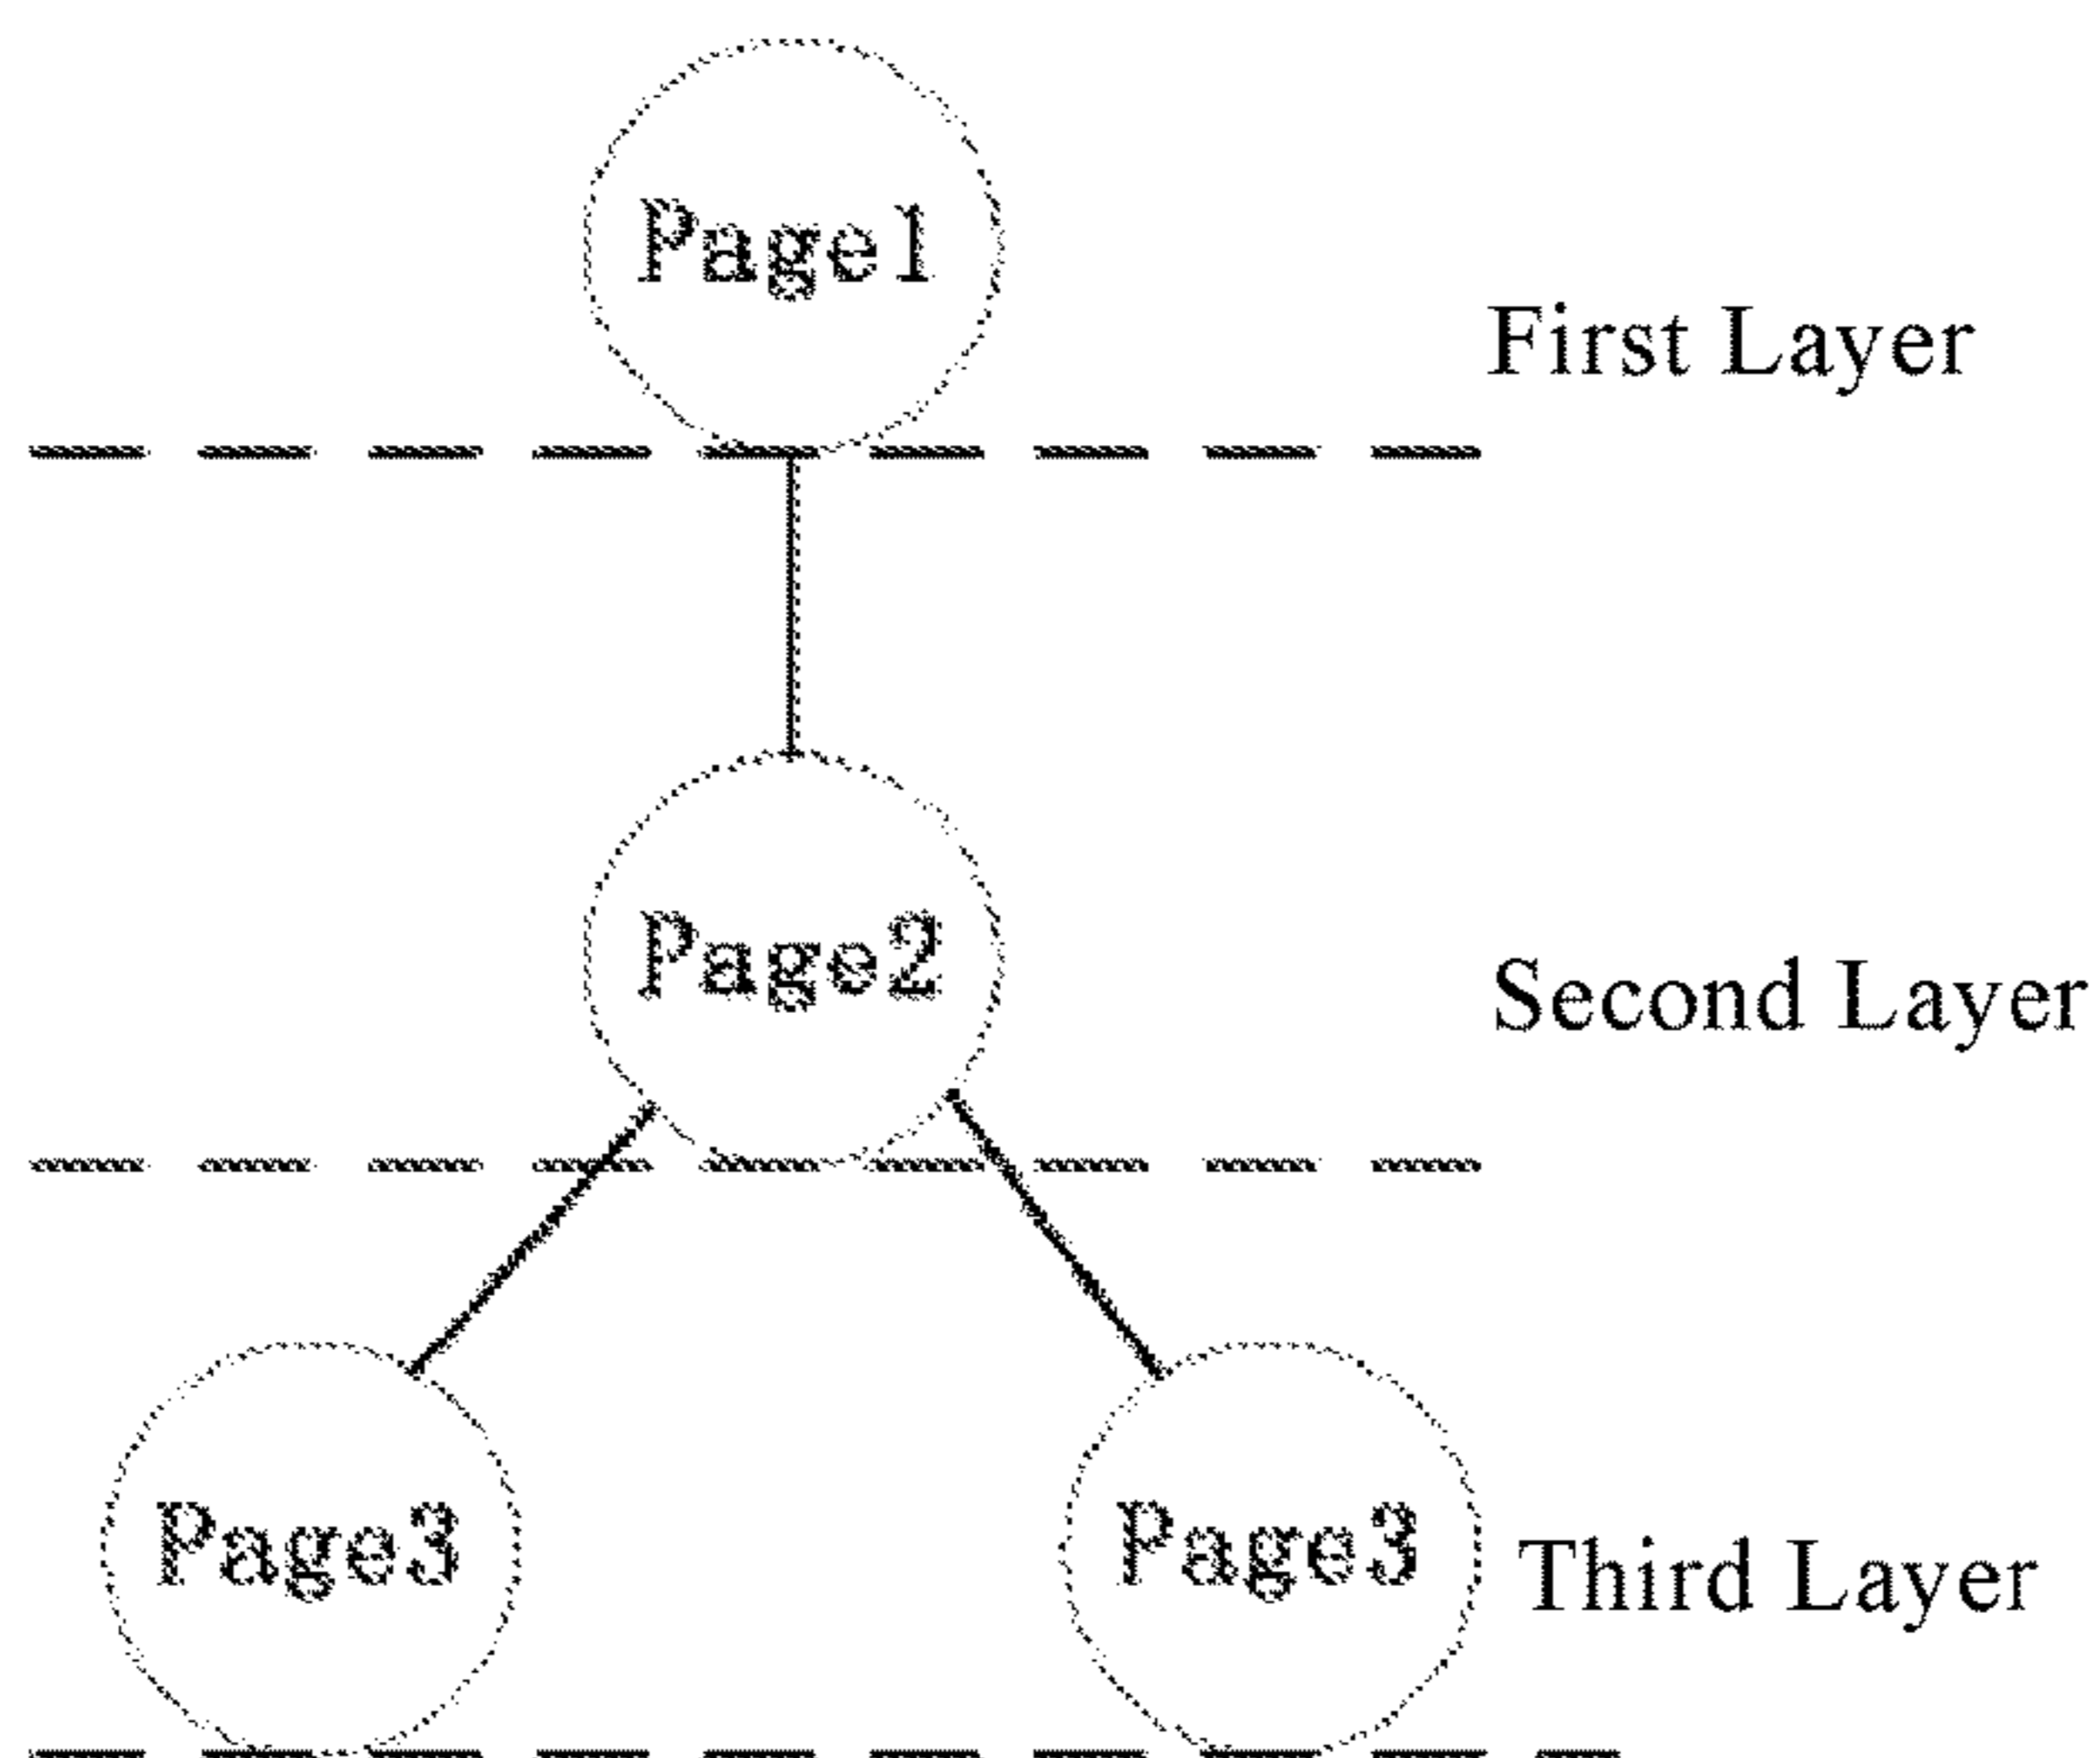 Page1
First Layer
Page2
Second Layer
Page3
Page3
Third Layer